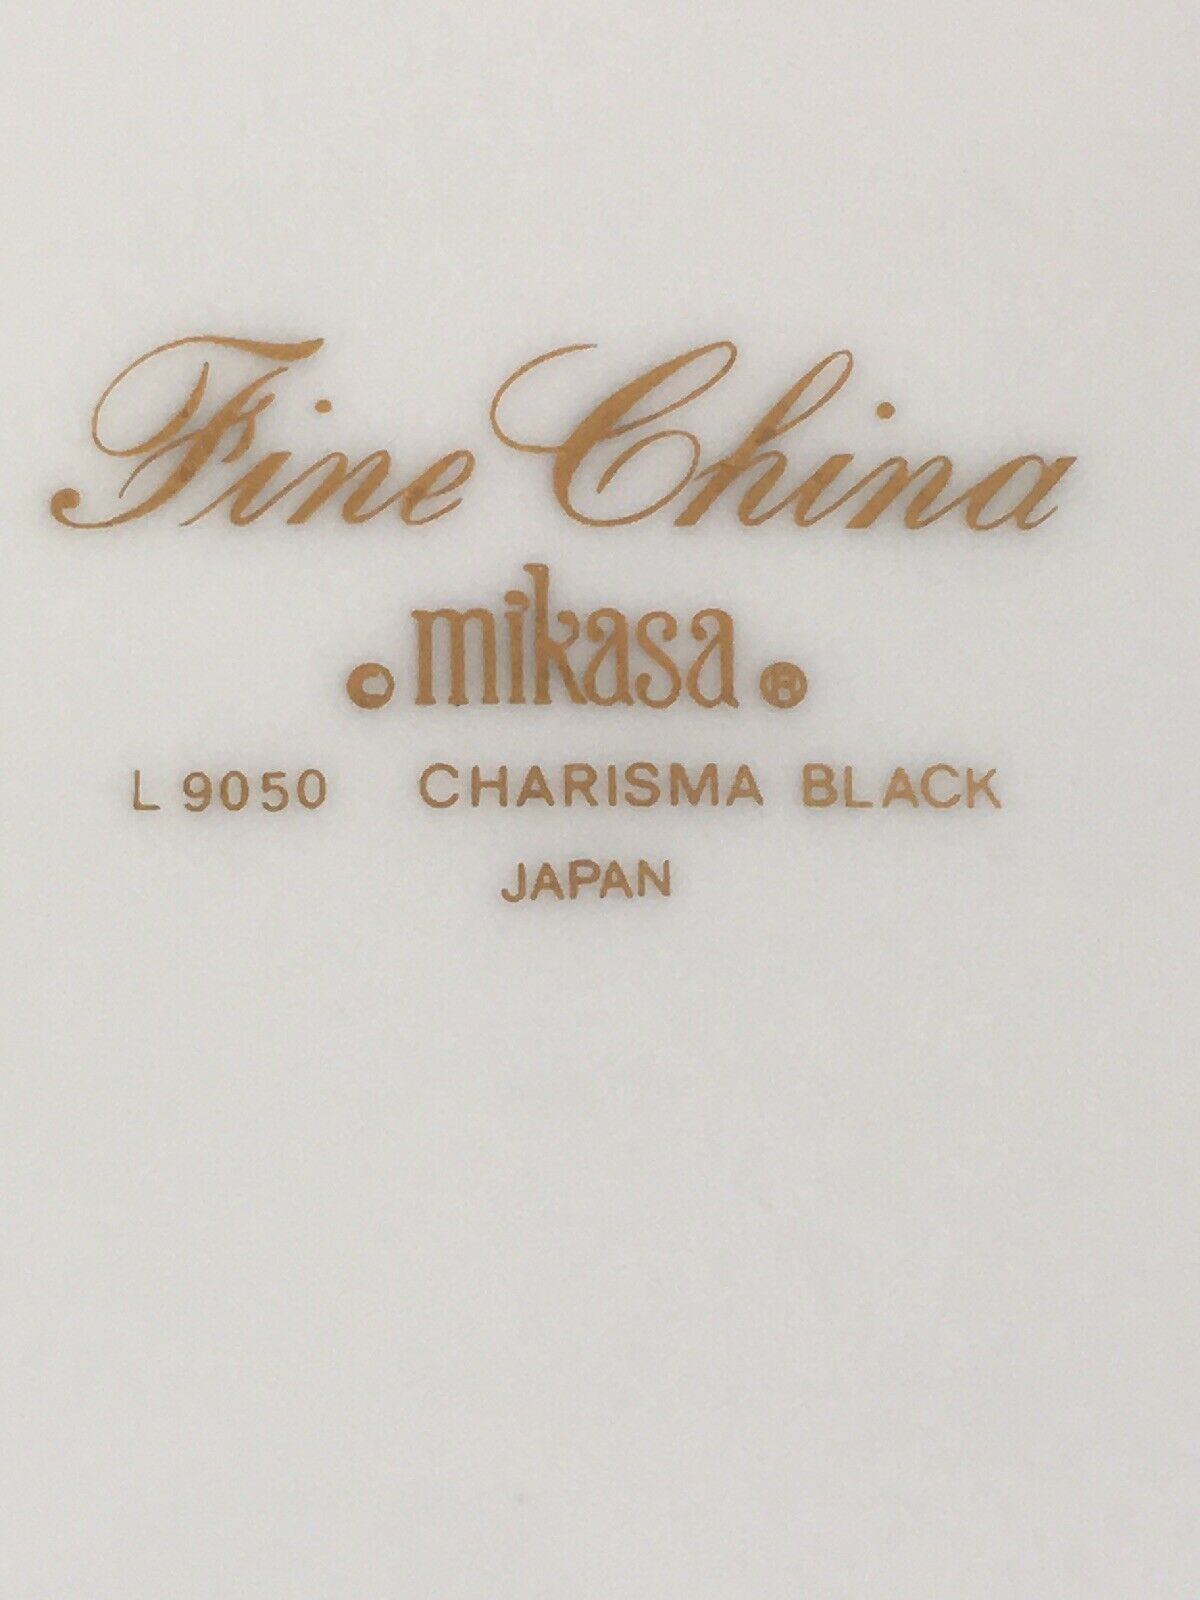 Fine China
© mikasa ®
L 9050 CHARISMA BLACK
JAPAN